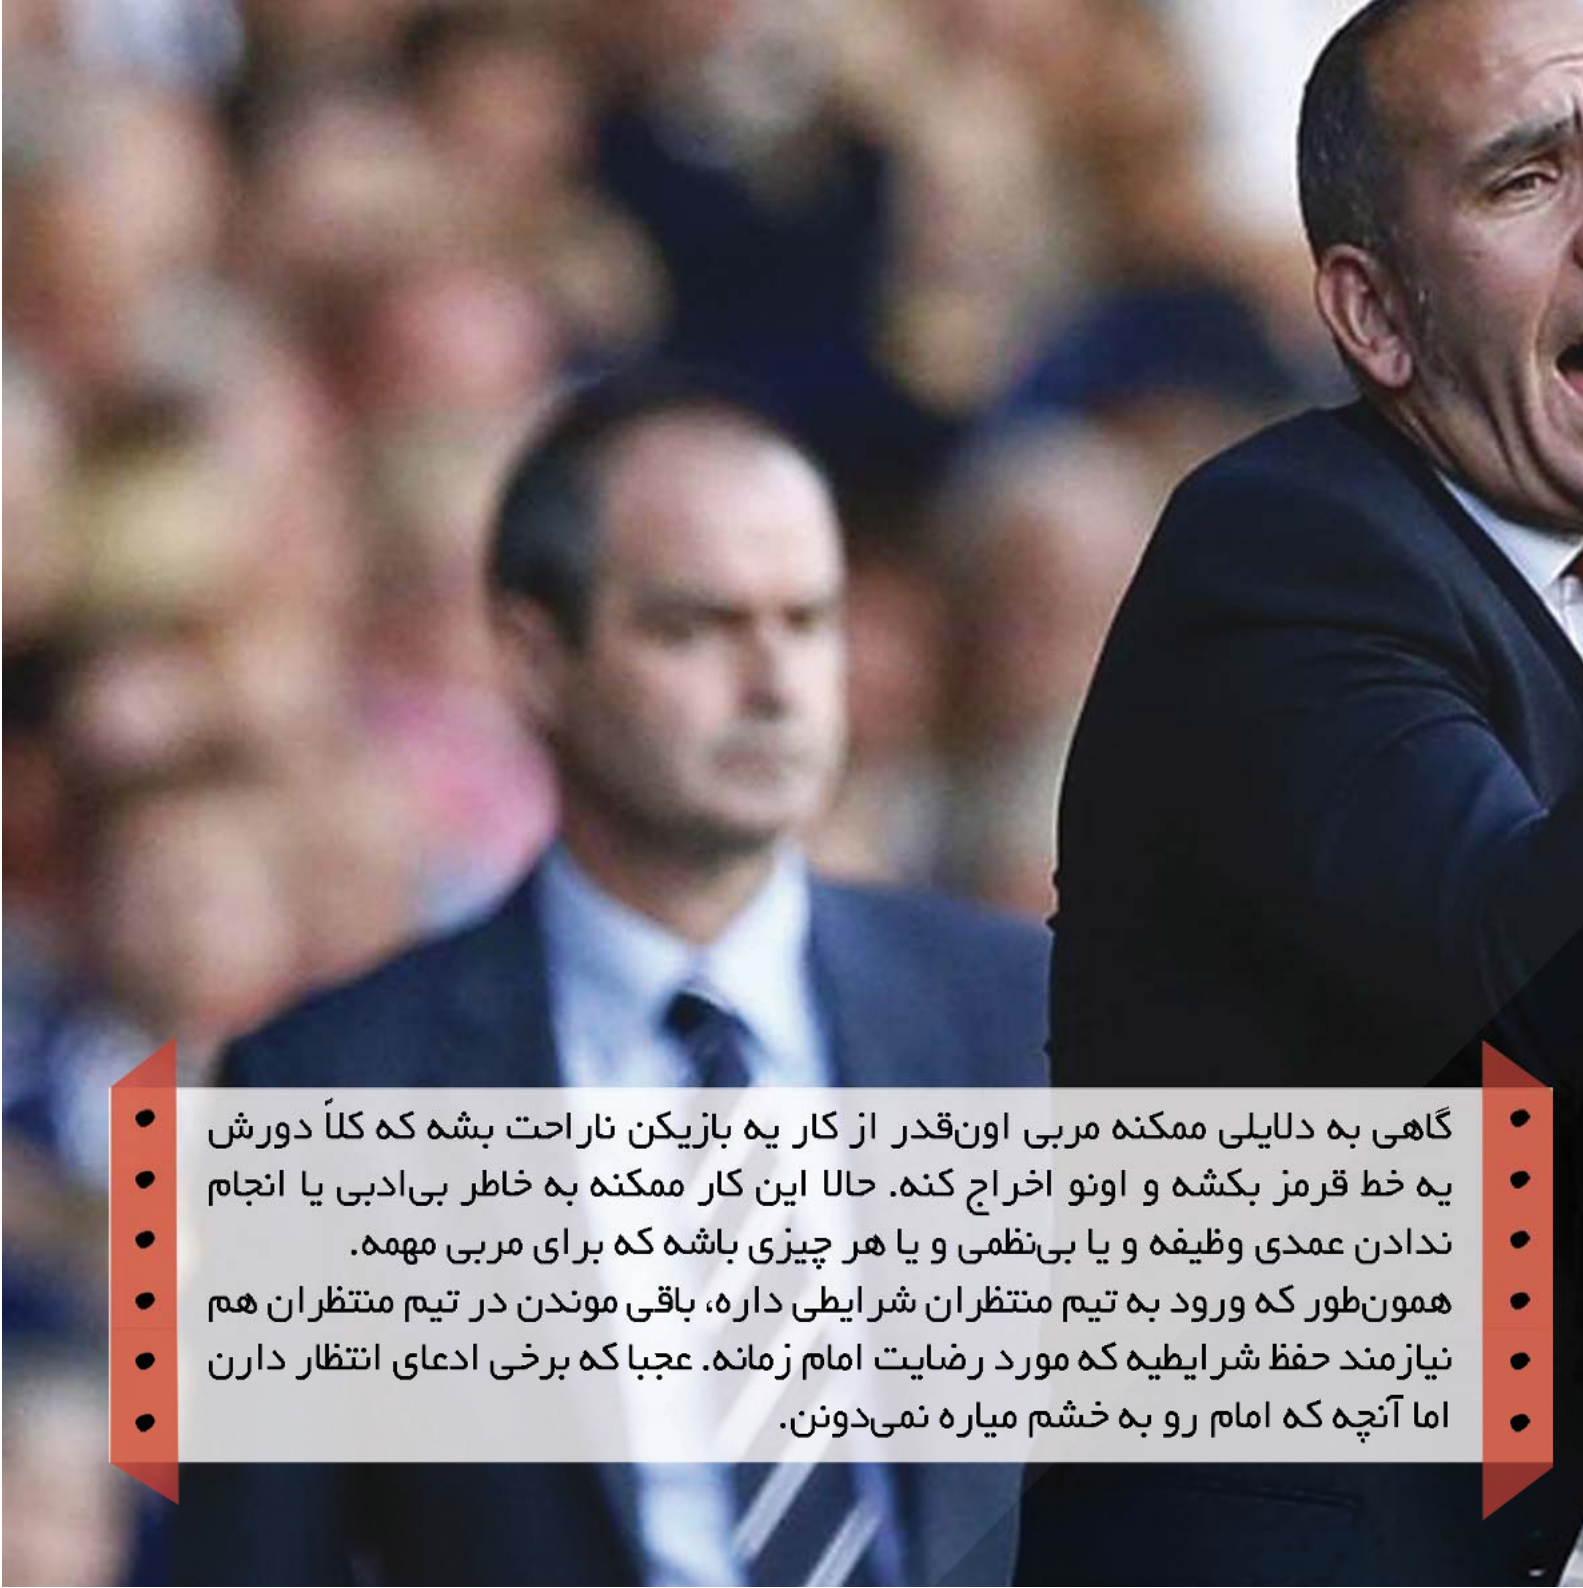 گاهی به دلایلی ممکنه مربی اون‌قدر از کار یه بازیکن ناراحت بشه که کلاً دورش
یه خط قرمز بکشه و اونو اخراج کنه. حالا این کار ممکنه به خاطر بی‌ادبی یا انجام
ندادن عمدی وظیفه و یا بی‌نظمی و یا هر چیزی باشه که برای مربی مهمه.
همون‌طور که ورود به تیم منتظران شرایطی داره، باقی موندن در تیم منتظران هم
نیازمند حفظ شرایطیه که مورد رضایت امام زمانه. عجبا که برخی ادعای انتظار دارن
اما آنچه که امام رو به خشم میاره نمی‌دونن.